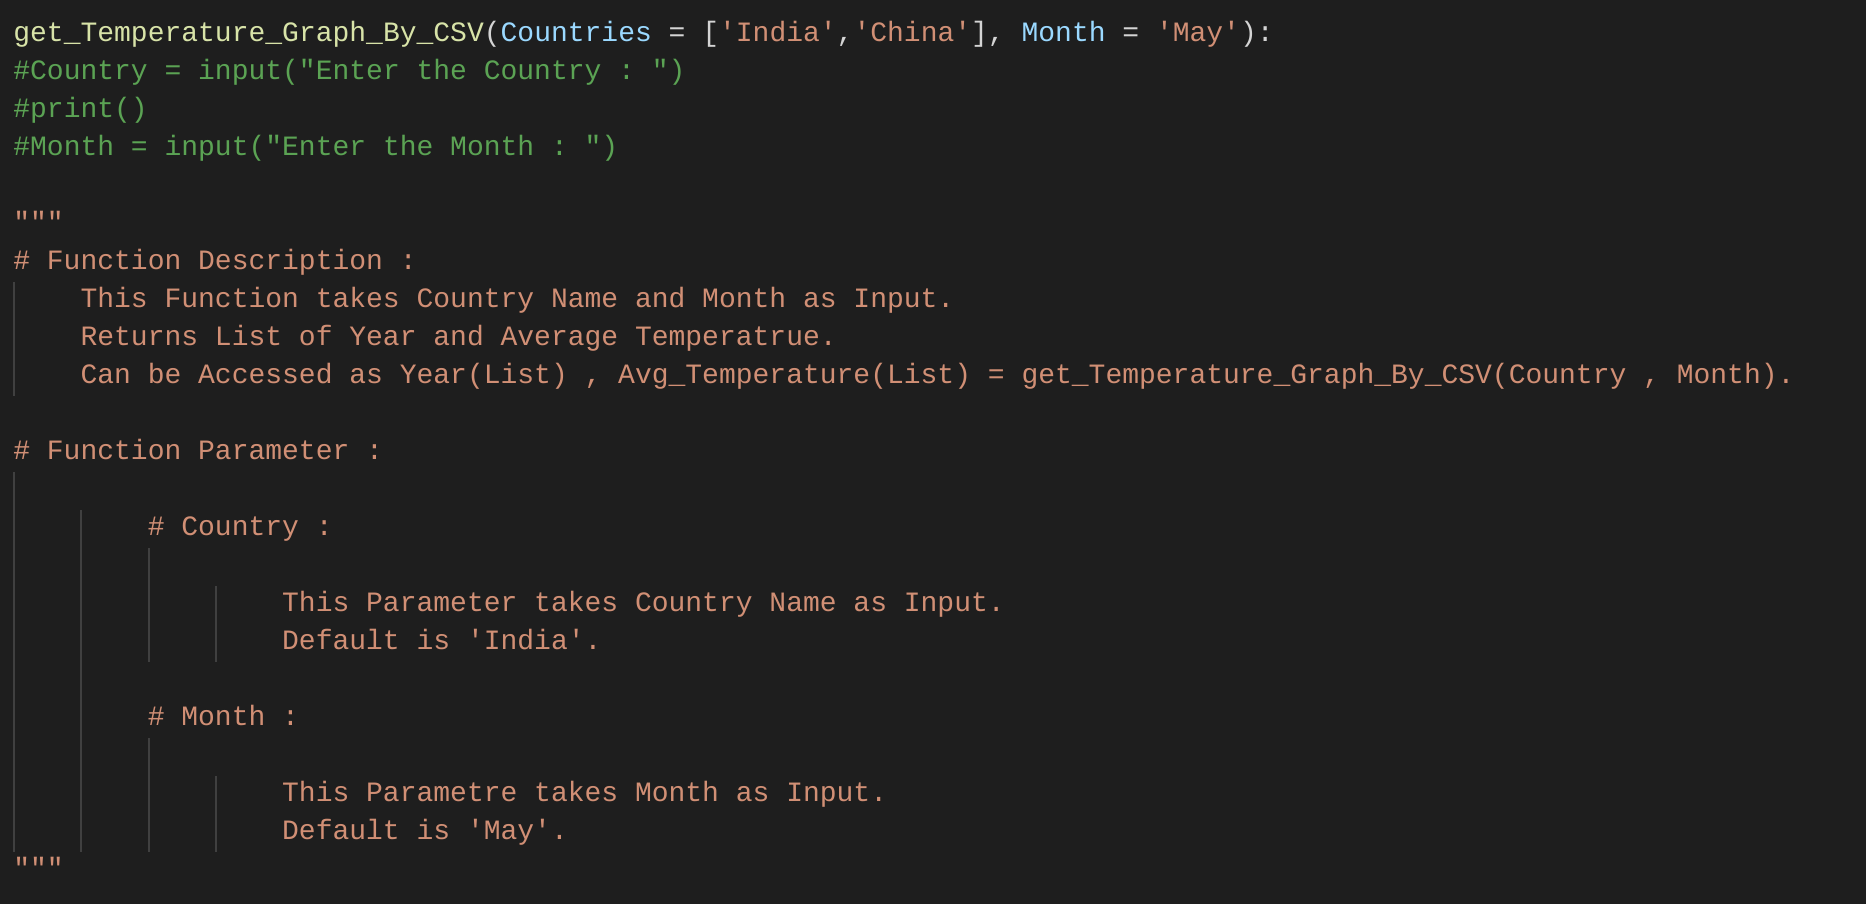 get_Temperature_Graph_By_CSV(Countries = ['India','China'], Month = 'May'):
#Country = input("Enter the Country : ")
#print()
#Month = input("Enter the Month : ")
"""
# Function Description :
This Function takes Country Name and Month as Input.
Returns List of Year and Average Temperatrue.
Can be Accessed as Year(List) , Avg_Temperature(List) = get_Temperature_Graph_By_CSV(Country , Month).
# Function Parameter :
# Country :
This Parameter takes Country Name as Input.
Default is 'India'.
# Month :
This Parametre takes Month as Input.
Default is 'May'.
"""